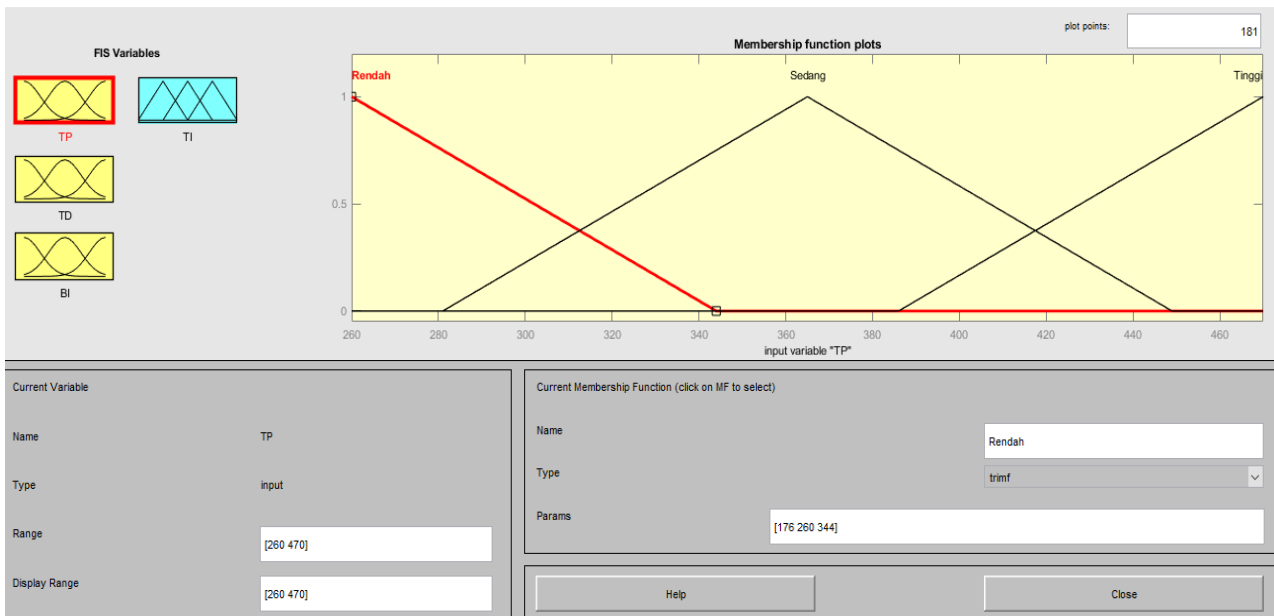 plot points:
181
FIS Variables
Membership function plots
TP
TI
TD
BI
Rendah
Sedang
Tinggi
1
0.5
0
260 280 300 320 340 360 380 400 420 440 460
input variable "TP"
Current Variable
Name TP
Type input
Range [260 470]
Display Range [260 470]
Current Membership Function (click on MF to select)
Name Rendah
Type trimf
Params [176 260 344]
Help
Close